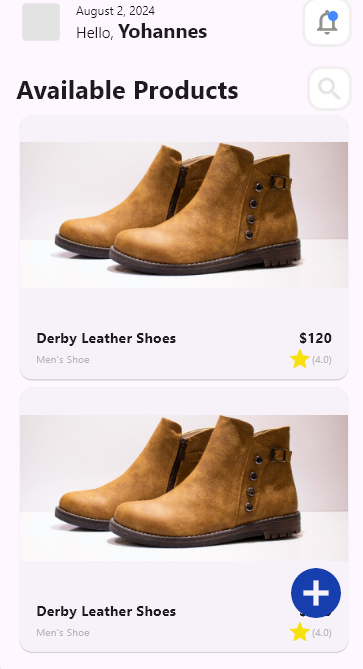 August 2, 2024
Hello, Yohannes
Available Products
Derby Leather Shoes $120
Men's Shoe (4.0)
Derby Leather Shoes
Men's Shoe (4.0)